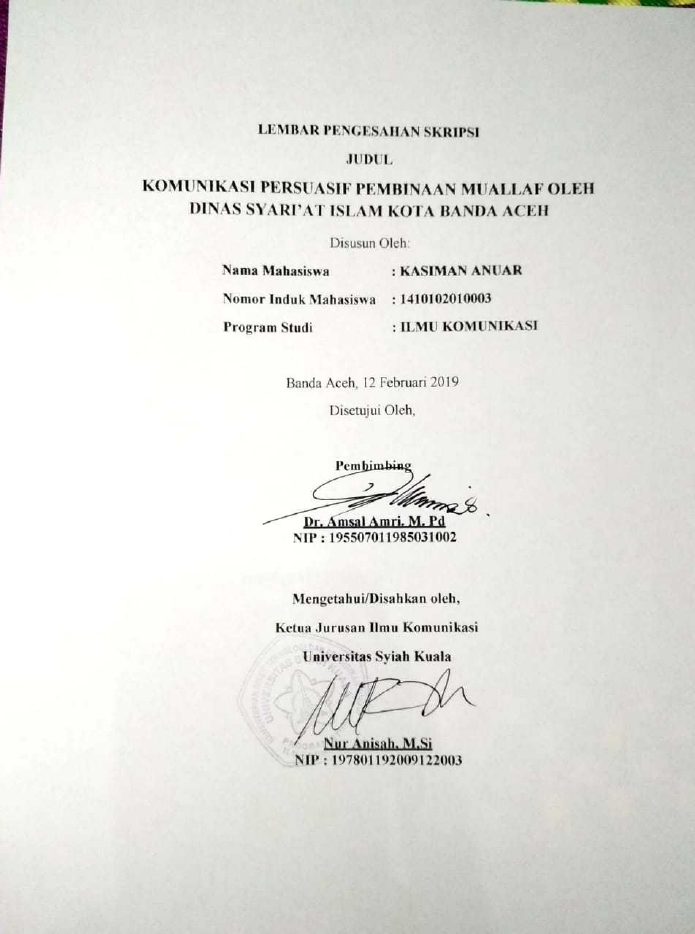 LEMBAR PENGESAHAN SKRIPSI
JUDUL
KOMUNIKASI PERSUASIF PEMBINAAN MUALLAF OLEH
DINAS SYARI'AT ISLAM KOTA BANDA ACEH
Disusun Oleh:
Nama Mahasiswa : KASIMAN ANUAR
Nomor Induk Mahasiswa : 1410102010003
Program Studi : ILMU KOMUNIKASI
Banda Aceh, 12 Februari 2019
Disetujui Oleh,
Pembimbing
Dr. Amsal Amri, M. Pd
NIP : 195507011985031002
Mengetahui/Disahkan oleh,
Ketua Jurusan Ilmu Komunikasi
Universitas Syiah Kuala
Nur Anisah, M.Si
NIP : 197801192009122003